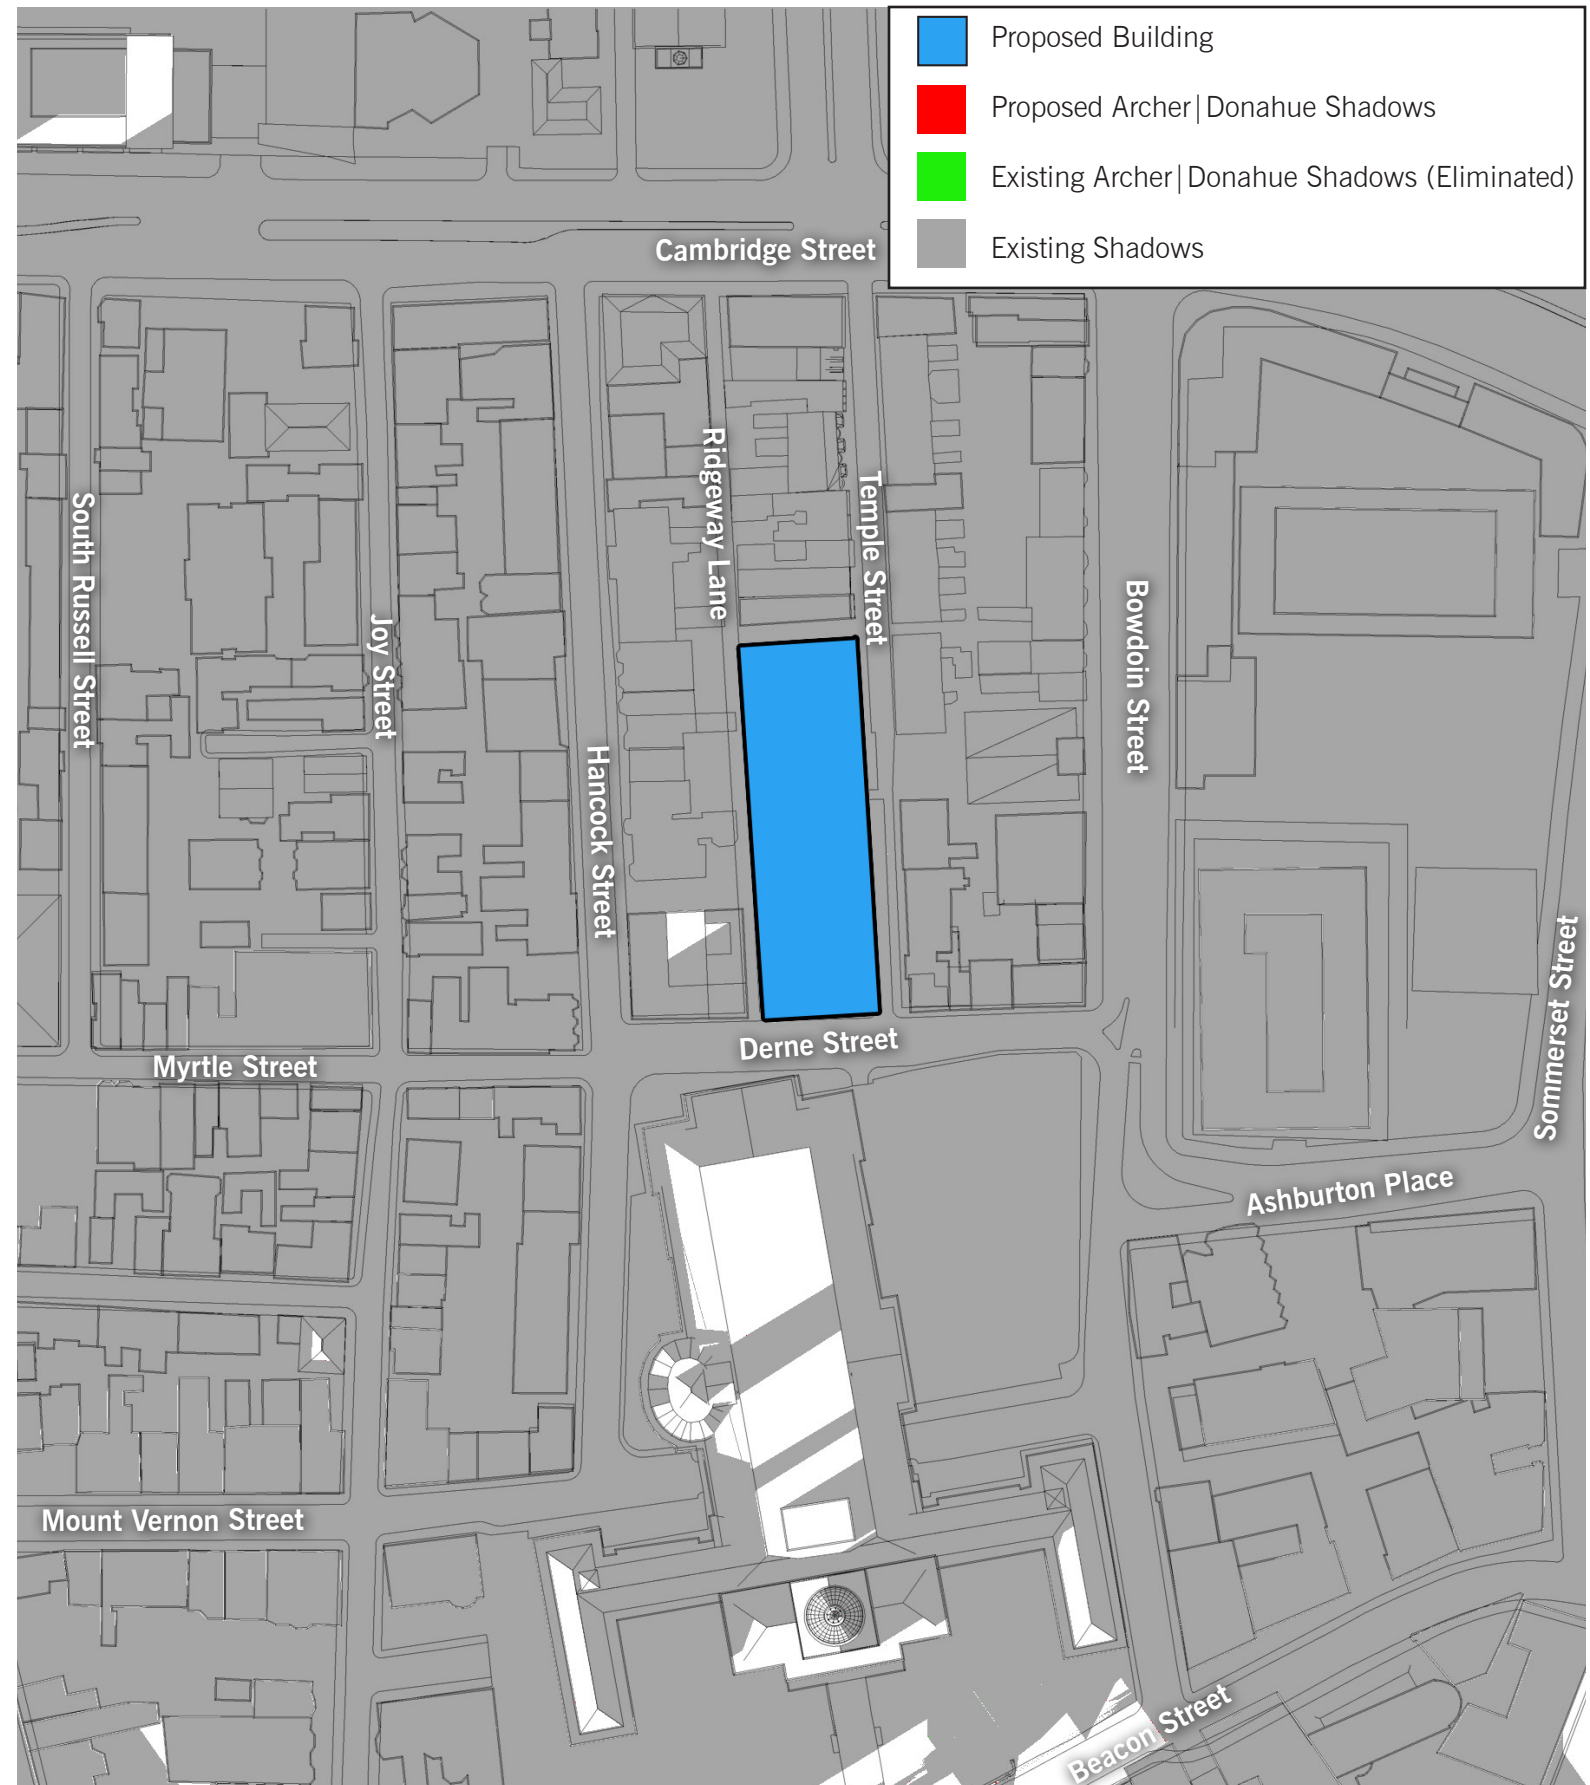 Proposed Building
Proposed Archer|Donahue Shadows
Existing Archer|Donahue Shadows (Eliminated)
Existing Shadows
Cambridge Street
Ridgeway Lane
Temple Street
South Russell Street
Joy Street
Bowdoin Street
Hancock Street
Sommerset Street
Derne Street
Myrtle Street
Ashburton Place
Mount Vernon Street
Beacon Street